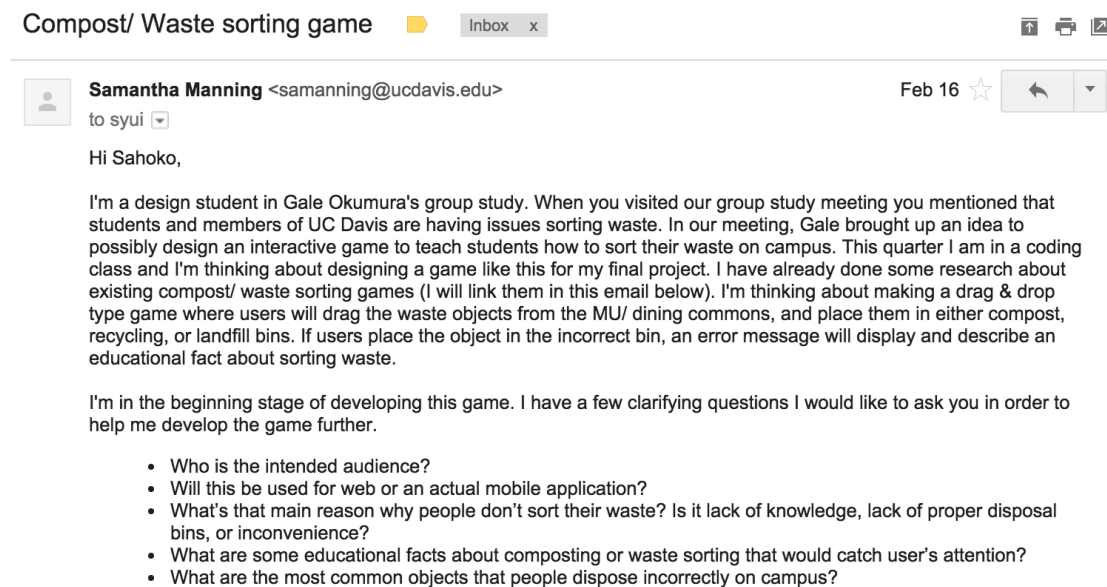 Compost/ Waste sorting game
Inbox x
Samantha Manning <samanning@ucdavis.edu>
Feb 16
to syui
Hi Sahoko,
I'm a design student in Gale Okumura's group study. When you visited our group study meeting you mentioned that
students and members of UC Davis are having issues sorting waste. In our meeting, Gale brought up an idea to
possibly design an interactive game to teach students how to sort their waste on campus. This quarter I am in a coding
class and I'm thinking about designing a game like this for my final project. I have already done some research about
existing compost/ waste sorting games (I will link them in this email below). I'm thinking about making a drag & drop
type game where users will drag the waste objects from the MU/ dining commons, and place them in either compost,
recycling, or landfill bins. If users place the object in the incorrect bin, an error message will display and describe an
educational fact about sorting waste.
I'm in the beginning stage of developing this game. I have a few clarifying questions I would like to ask you in order to
help me develop the game further.
• Who is the intended audience?
• Will this be used for web or an actual mobile application?
• What's that main reason why people don't sort their waste? Is it lack of knowledge, lack of proper disposal
bins, or inconvenience?
• What are some educational facts about composting or waste sorting that would catch user's attention?
• What are the most common objects that people dispose incorrectly on campus?